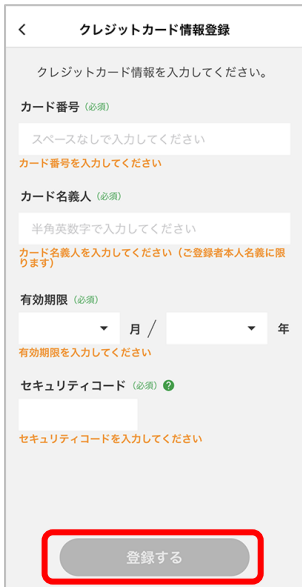 クレジットカード情報登録
クレジットカード情報を入力してください。
カード番号 (必須)
スペースなしで入力してください
カード番号を入力してください
カード名義人 (必須)
半角英数字で入力してください
カード名義人を入力してください（ご登録者本人名義に限
ります）
有効期限 (必須)
月 / 年
有効期限を入力してください
セキュリティコード (必須) ?
セキュリティコードを入力してください
登録する